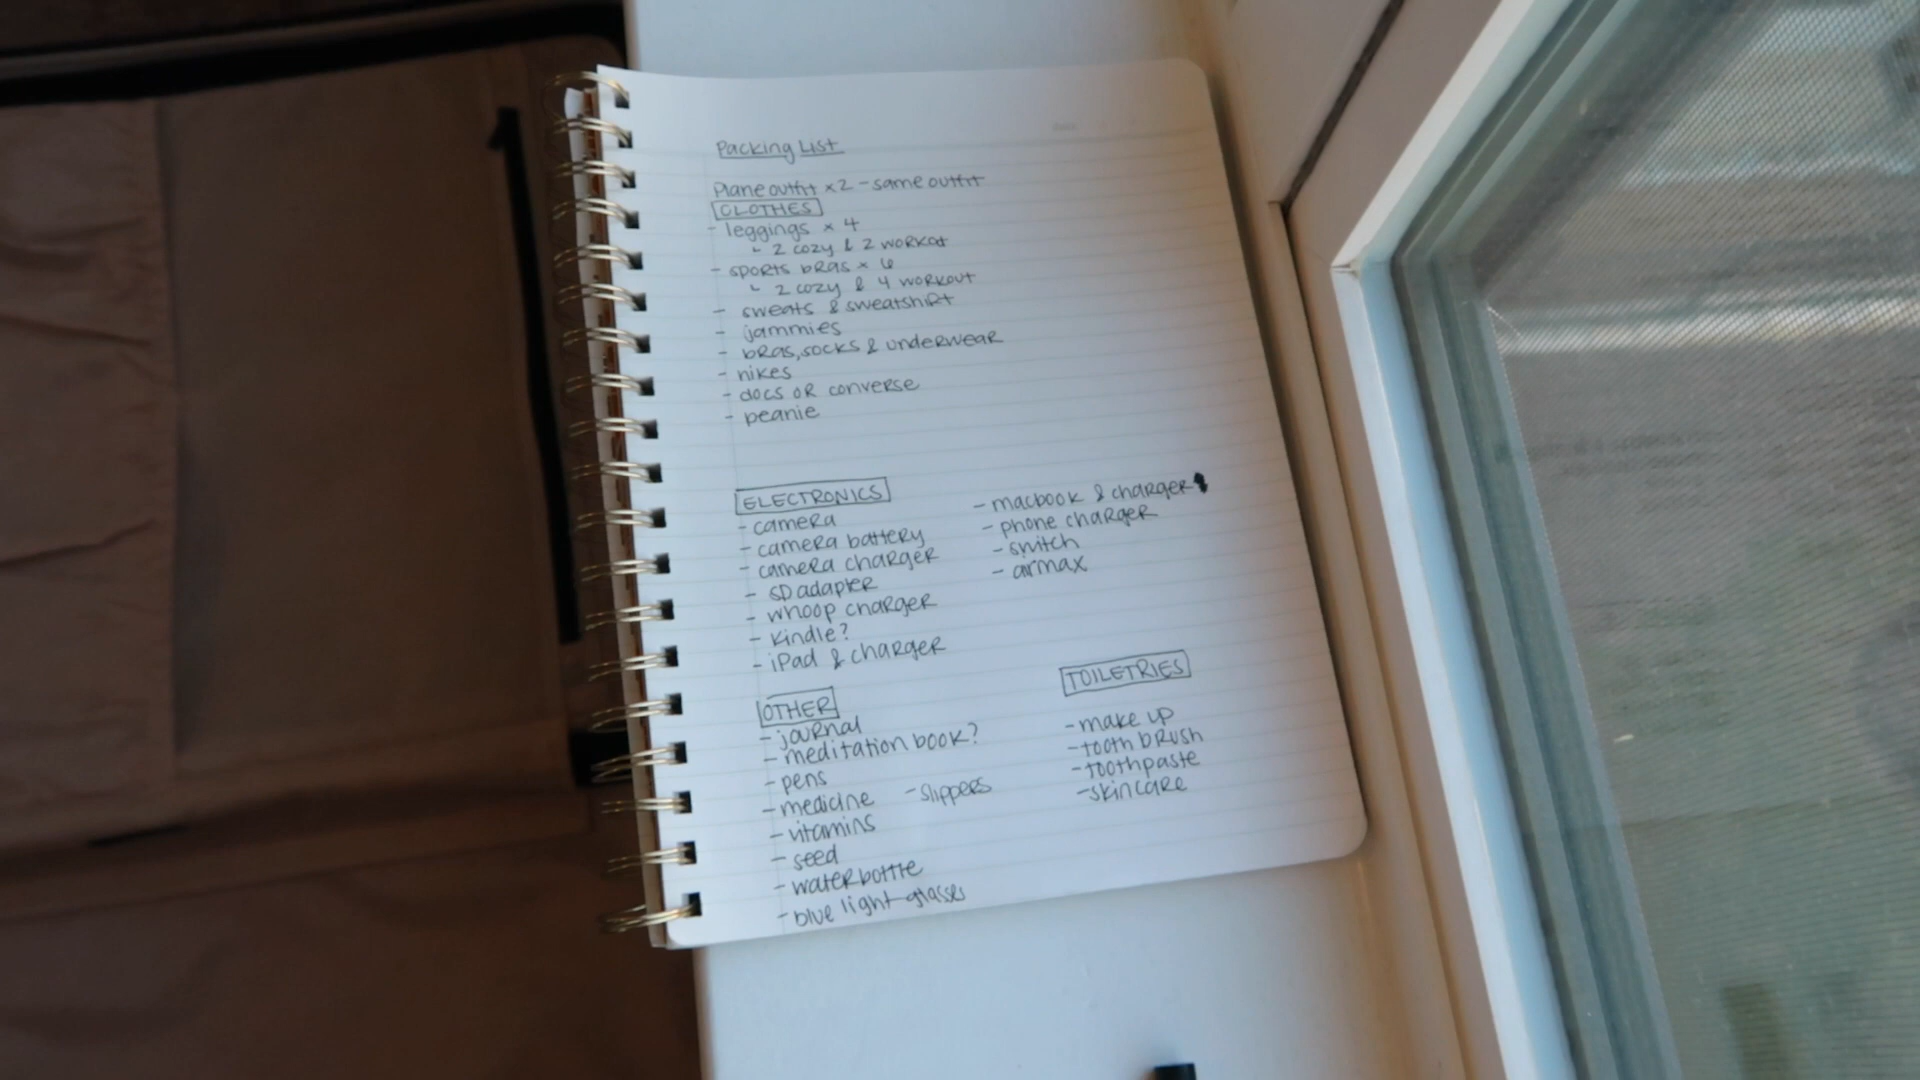 Packing List
Plane outfit x2 - same outfit
CLOTHES
- leggings x 4
↳ 2 cozy & 2 workout
- sports bras x 6
↳ 2 cozy & 4 workout
- sweats & sweatshirt
- jammies
- bras, socks & underwear
- nikes
- docs or converse
- beanie
ELECTRONICS
- camera
- camera battery
- camera charger
- SD adapter
- whoop charger
- kindle?
- iPad & charger
- macbook & charger
- phone charger
- switch
- airmax
OTHER
- journal
- meditation book?
- pens
- medicine
- vitamins
- seed
- water bottle
- blue light glasses
- slippers
TOILETRIES
- make up
- tooth brush
- toothpaste
- skincare